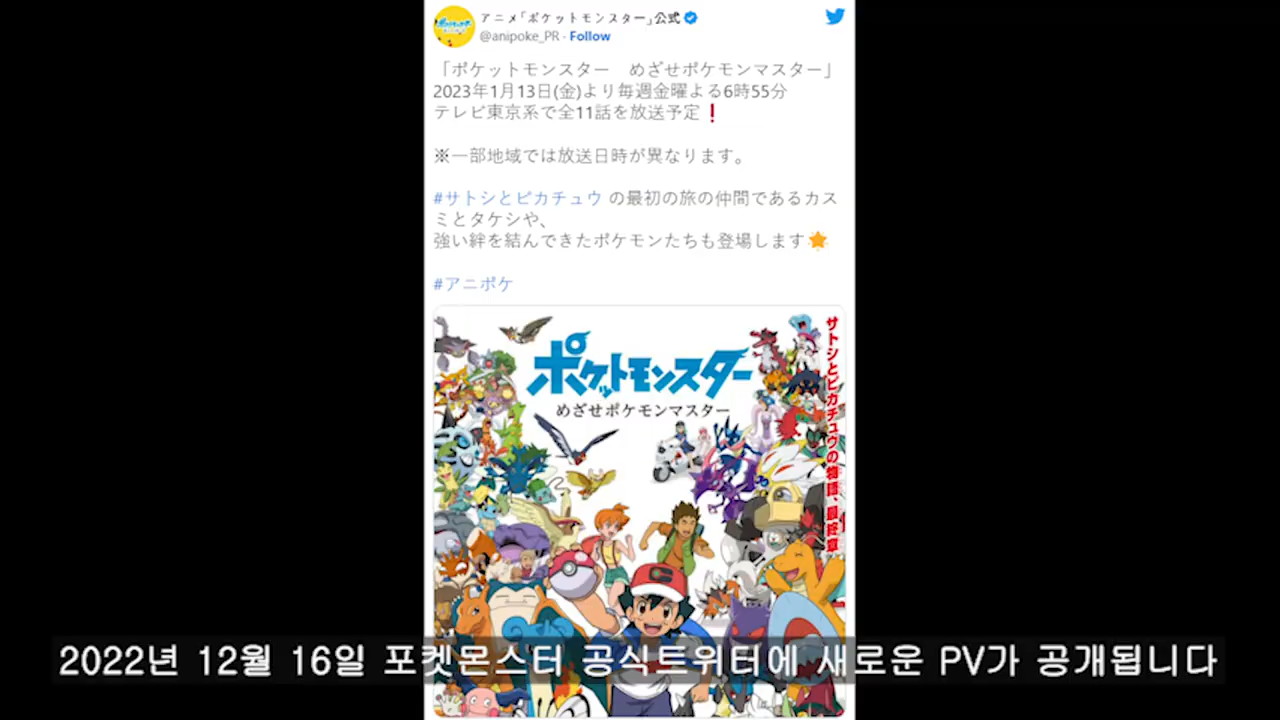 アニメ「ポケットモンスター」公式
@anipoke_PR · Follow
「ポケットモンスター　めざせポケモンマスター」
2023年1月13日(金)より毎週金曜よる6時55分
テレビ東京系で全11話を放送予定❗
※一部地域では放送日時が異なります。
#サトシとピカチュウ の最初の旅の仲間であるカス
ミとタケシや、
強い絆を結んできたポケモンたちも登場します🌟
#アニポケ
ポケットモンスター
めざせポケモンマスター
サトシとピカチュウの物語、最終章
2022년 12월 16일 포켓몬스터 공식트위터에 새로운 PV가 공개됩니다